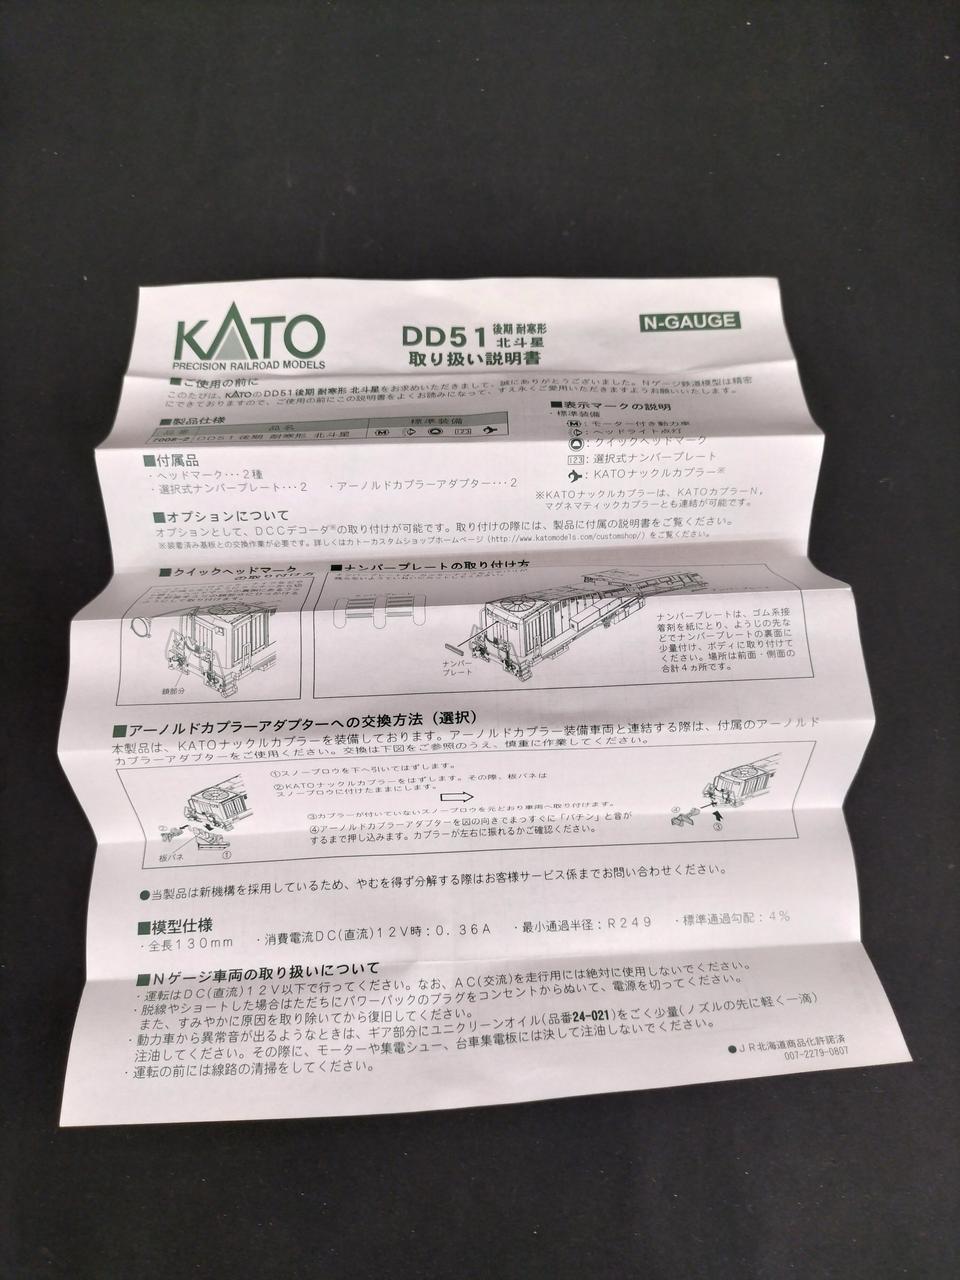 KATO
PRECISION RAILROAD MODELS
DD51 後期 耐寒形 北斗星
取り扱い説明書
N-GAUGE
■ご使用の前に
このたびは、KATOのDD51後期 耐寒形 北斗星をお求めいただきまして、誠にありがとうございました。Nゲージ鉄道模型は精密
にできておりますので、ご使用の前にこの説明書をよくお読みになって、すえ永くご愛用いただきますようお願いいたします。
■製品仕様
品番 品名 標準装備
7008-2 DD51 後期 耐寒形 北斗星
■表示マークの説明
・標準装備
M：モーター付き動力車
：ヘッドライト点灯
：クイックヘッドマーク
123：選択式ナンバープレート
：KATOナックルカプラー※
※KATOナックルカプラーは、KATOカプラーN，
マグネマティックカプラーとも連結が可能です。
■付属品
・ヘッドマーク・・・2種
・選択式ナンバープレート・・・2 ・アーノルドカプラーアダプター・・・2
■オプションについて
オプションとして、DCCデコーダ※の取り付けが可能です。取り付けの際には、製品に付属の説明書をご覧ください。
※装着済み基板との交換作業が必要です。詳しくはカトーカスタムショップホームページ (http://www.katomodels.com/customshop/) をご覧ください。
■クイックヘッドマーク
の取り付け方
鎖部分
■ナンバープレートの取り付け方
ナンバー
プレート
ナンバープレートは、ゴム系接
着剤を紙にとり、ようじの先な
どでナンバープレートの裏面に
少量付け、ボディに取り付けて
ください。場所は前面・側面の
合計4ヵ所です。
■アーノルドカプラーアダプターへの交換方法（選択）
本製品は、KATOナックルカプラーを装備しております。アーノルドカプラー装備車両と連結する際は、付属のアーノルド
カプラーアダプターをご使用ください。交換は下図をご参照のうえ、慎重に作業してください。
①スノープロウを下へ引いてはずします。
②KATOナックルカプラーをはずします。その際、板バネは
スノープロウに付けたままにします。
③カプラーが付いていないスノープロウを元どおり車両へ取り付けます。
④アーノルドカプラーアダプターを図の向きでまっすぐに「パチン」と音が
するまで押し込みます。カプラーが左右に振れるかご確認ください。
②
板バネ
①
④
③
●当製品は新機構を採用しているため、やむを得ず分解する際はお客様サービス係までお問い合わせください。
■模型仕様
・全長130mm ・消費電流DC(直流)12V時：0．36A ・最小通過半径：R249 ・標準通過勾配：4％
■Nゲージ車両の取り扱いについて
・運転はDC(直流)12V以下で行ってください。なお、AC(交流)を走行用には絶対に使用しないでください。
・脱線やショートした場合はただちにパワーパックのプラグをコンセントからぬいて、電源を切ってください。
また、すみやかに原因を取り除いてから復旧してください。
・動力車から異常音が出るようなときは、ギア部分にユニクリーンオイル(品番24-021)をごく少量(ノズルの先に軽く一滴)
注油してください。その際に、モーターや集電シュー、台車集電板には決して注油しないでください。
・運転の前には線路の清掃をしてください。
●JR北海道商品化許諾済
007-2279-0807